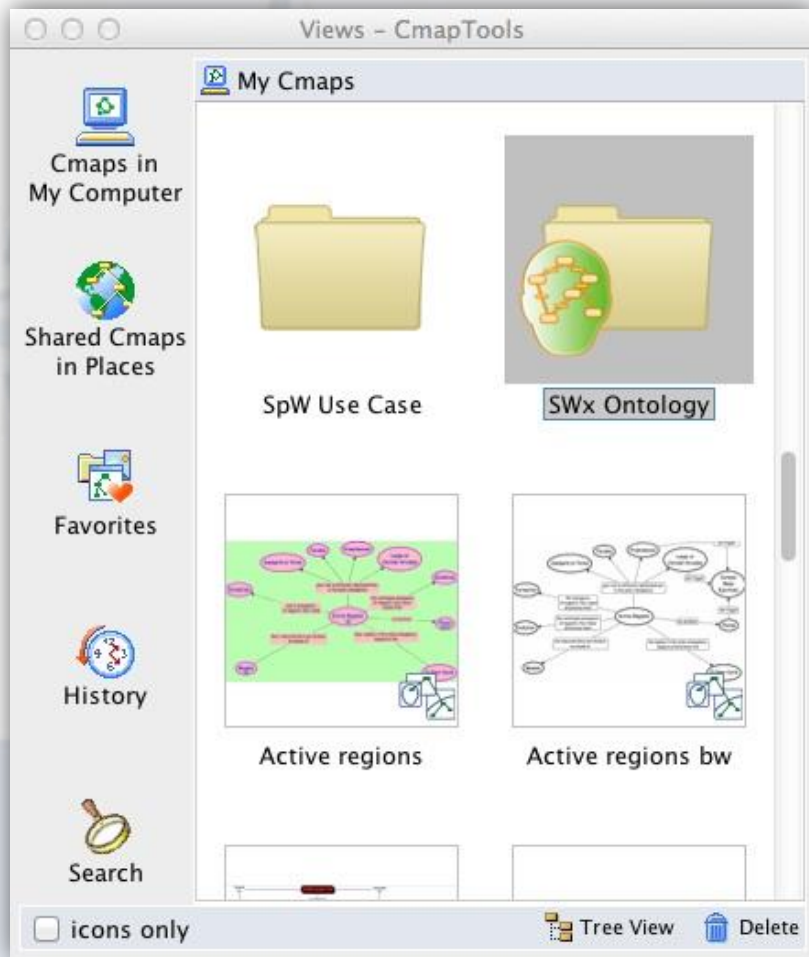 Views – CmapTools
My Cmaps
Cmaps in
My Computer
Shared Cmaps
in Places
Favorites
History
Search
SpW Use Case
SWx Ontology
Active regions
Active regions bw
icons only
Tree View
Delete